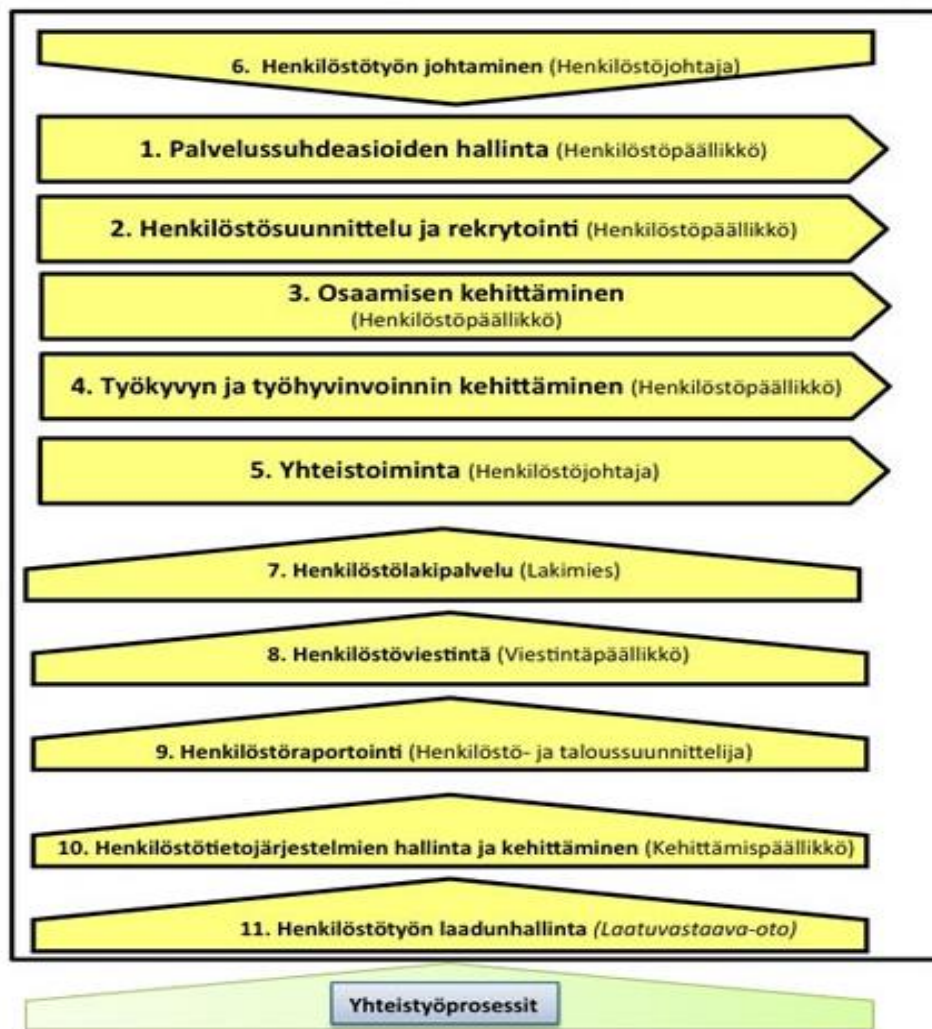 6. Henkilöstötyön johtaminen (Henkilöstöjohtaja)
1. Palvelussuhdeasioiden hallinta (Henkilöstöpäällikkö)
2. Henkilöstösuunnittelu ja rekrytointi (Henkilöstöpäällikkö)
3. Osaamisen kehittäminen
(Henkilöstöpäällikkö)
4. Työkyvyn ja työhyvinvoinnin kehittäminen (Henkilöstöpäällikkö)
5. Yhteistoiminta (Henkilöstöjohtaja)
7. Henkilöstölakipalvelu (Lakimies)
8. Henkilöstöviestintä (Viestintäpäällikkö)
9. Henkilöstöraportointi (Henkilöstö- ja taloussuunnittelija)
10. Henkilöstötietojärjestelmien hallinta ja kehittäminen (Kehittämispäällikkö)
11. Henkilöstötyön laadunhallinta (Laatuvastaava-oto)
Yhteistyöprosessit